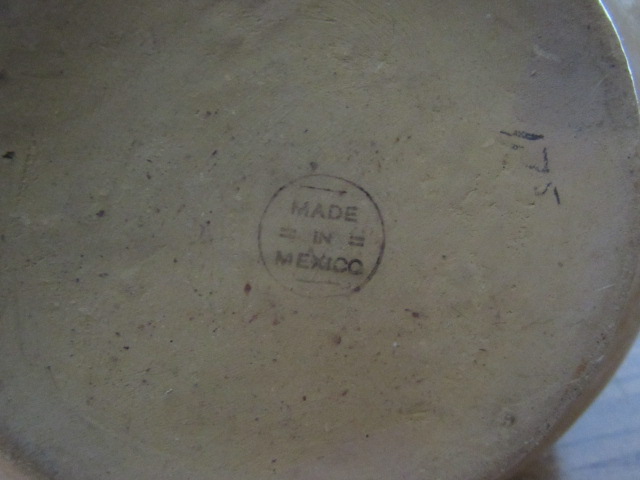 MADE
= IN =
MEXICO